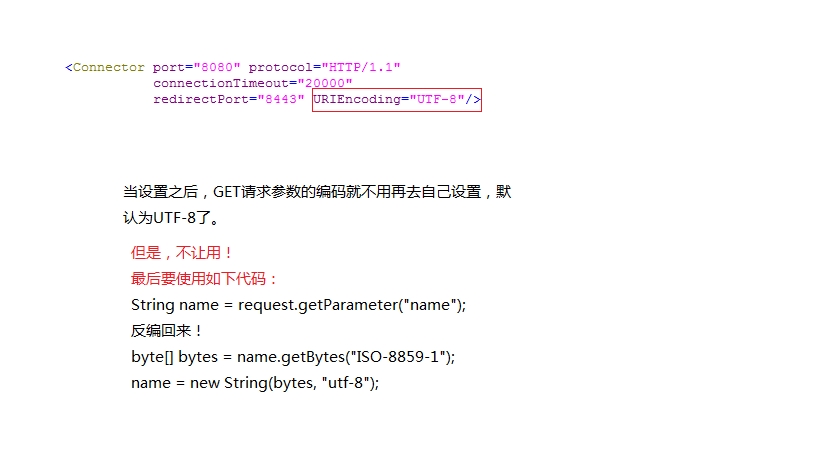 <Connector port="8080" protocol="HTTP/1.1"
connectionTimeout="20000"
redirectPort="8443" URIEncoding="UTF-8"/>
当设置之后，GET请求参数的编码就不用再去自己设置，默
认为UTF-8了。
但是，不让用！
最后要使用如下代码：
String name = request.getParameter("name");
反编回来！
byte[] bytes = name.getBytes("ISO-8859-1");
name = new String(bytes, "utf-8");